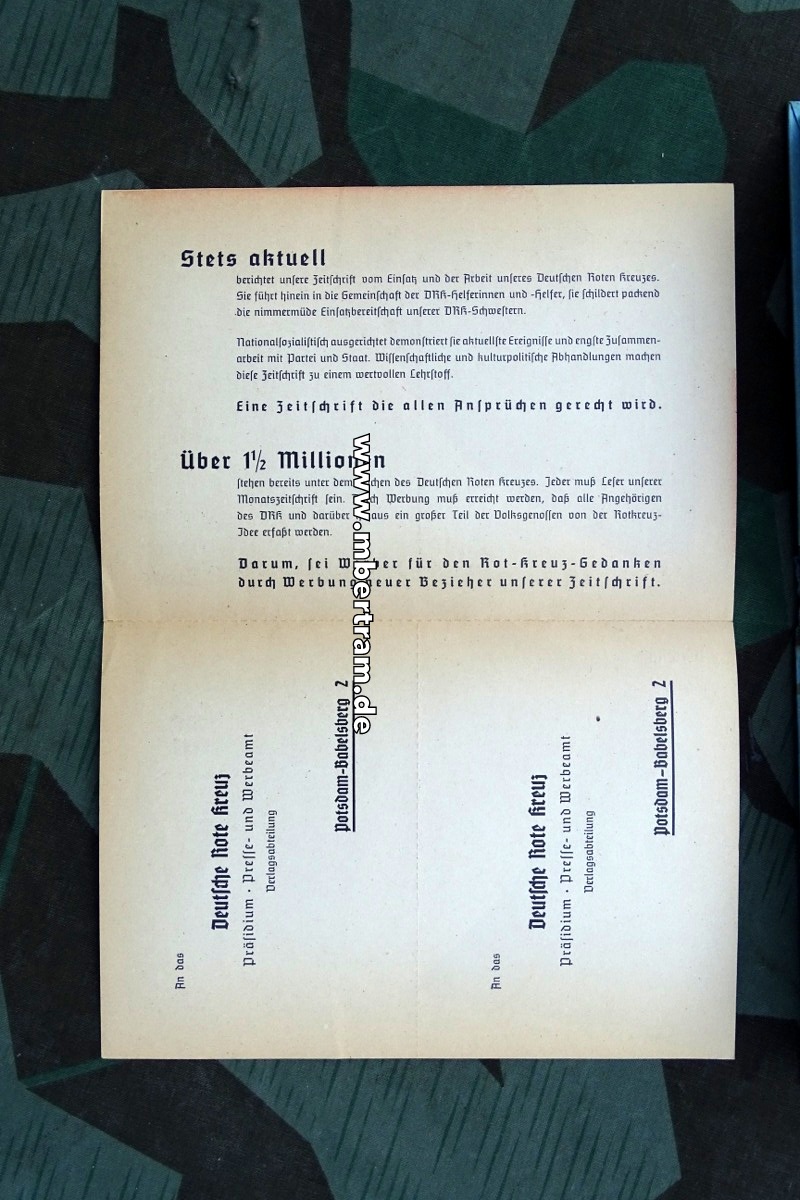 Stets aktuell
berichtet unsere Zeitschrift vom Einsatz und der Arbeit unseres Deutschen Roten Kreuzes.
Sie führt hinein in die Gemeinschaft der DRK-Helferinnen und -Helfer, sie schildert packend
die nimmermüde Einsatzbereitschaft unserer DRK-Schwestern.
Nationalsozialistisch ausgerichtet demonstriert sie aktuellste Ereignisse und engste Zusammen-
arbeit mit Partei und Staat. Wissenschaftliche und kulturpolitische Abhandlungen machen
diese Zeitschrift zu einem wertvollen Lehrstoff.
Eine Zeitschrift die allen Ansprüchen gerecht wird.
Über 1½ Millionen
stehen bereits unter dem des Deutschen Roten Kreuzes. Jeder muß Leser unserer
Monatszeitschrift sein. Werbung muß erreicht werden, daß alle Angehörigen
des DRK und darüber hinaus ein großer Teil der Volksgenossen von der Rotkreuz-
Idee erfaßt werden.
Darum, sei Werber für den Rot-Kreuz-Gedanken
durch Werbung neuer Bezieher unserer Zeitschrift.
An das
Deutsche Rote Kreuz
Präsidium · Presse- und Werbeamt
Verlagsabteilung
Potsdam-Babelsberg 2
An das
Deutsche Rote Kreuz
Präsidium · Presse- und Werbeamt
Verlagsabteilung
Potsdam-Babelsberg 2
www.mbertram.de